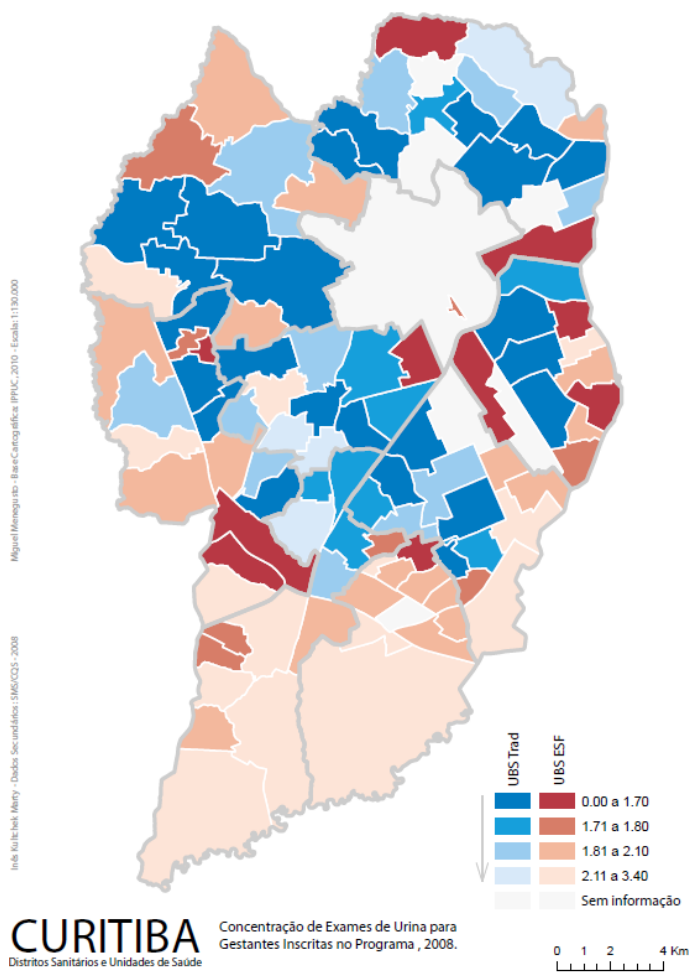 Miguel Menegusto - Base Cartográfica: IPPUC, 2010 - Escala: 1:130.000
Inês Kultchek Marty - Dados Secundários: SMS/CQS - 2008
UBS Trad
UBS ESF
0.00 a 1.70
1.71 a 1.80
1.81 a 2.10
2.11 a 3.40
Sem informação
CURITIBA
Distritos Sanitários e Unidades de Saúde
Concentração de Exames de Urina para
Gestantes Inscritas no Programa , 2008.
0 1 2 4 Km